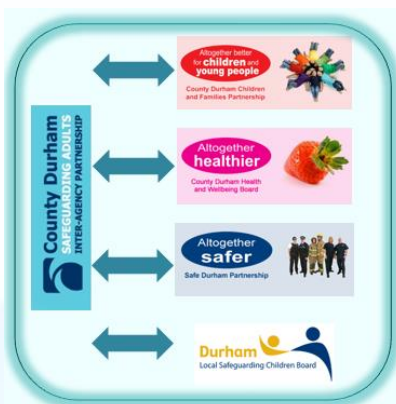 County Durham
SAFEGUARDING ADULTS
INTER-AGENCY PARTNERSHIP
Altogether better
for children and
young people
County Durham Children
and Families Partnership
Altogether
healthier
County Durham Health
and Wellbeing Board
Altogether
safer
Safe Durham Partnership
Durham
Local Safeguarding Children Board